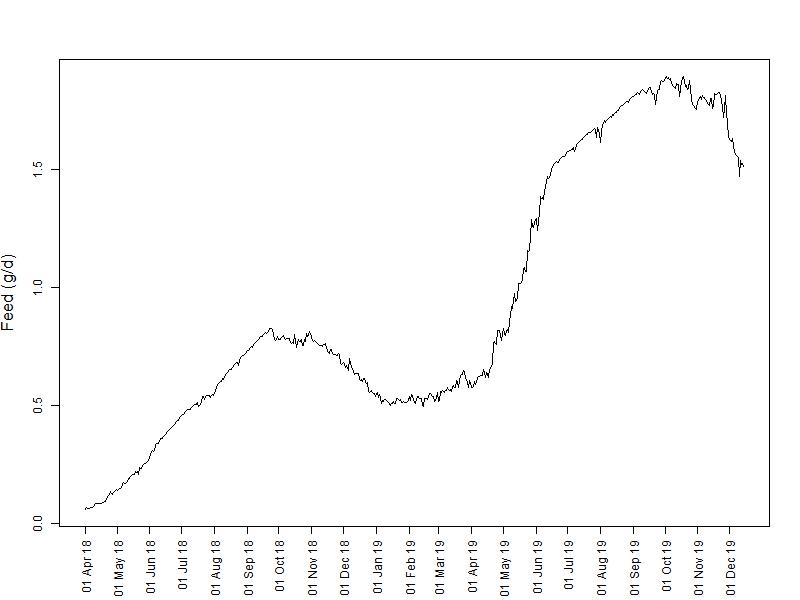 Feed (g/d)
1.5
1.0
0.5
0.0
01 Apr 18
01 May 18
01 Jun 18
01 Jul 18
01 Aug 18
01 Sep 18
01 Oct 18
01 Nov 18
01 Dec 18
01 Jan 19
01 Feb 19
01 Mar 19
01 Apr 19
01 May 19
01 Jun 19
01 Jul 19
01 Aug 19
01 Sep 19
01 Oct 19
01 Nov 19
01 Dec 19